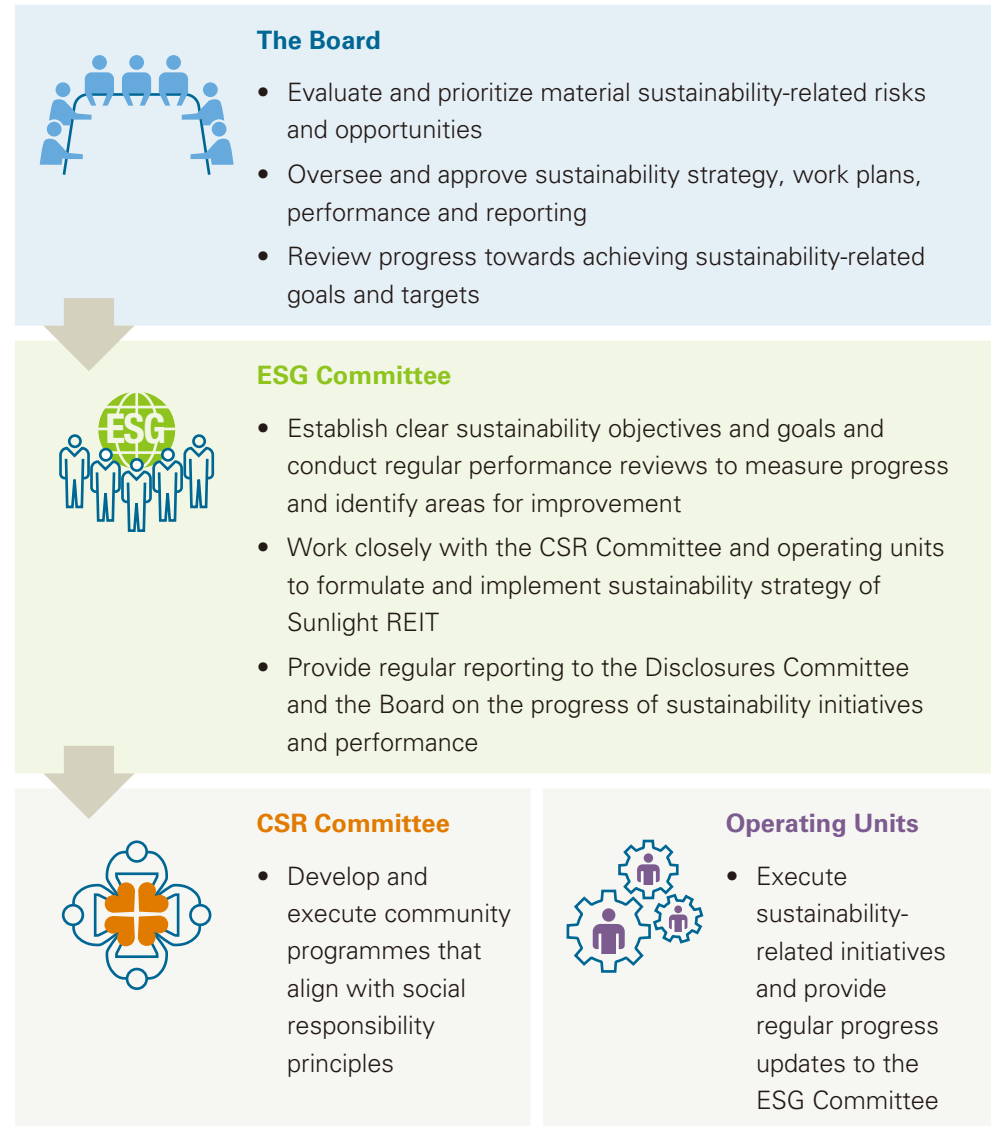 The Board
• Evaluate and prioritize material sustainability-related risks
and opportunities
• Oversee and approve sustainability strategy, work plans,
performance and reporting
• Review progress towards achieving sustainability-related
goals and targets
ESG Committee
ESG
• Establish clear sustainability objectives and goals and
conduct regular performance reviews to measure progress
and identify areas for improvement
• Work closely with the CSR Committee and operating units
to formulate and implement sustainability strategy of
Sunlight REIT
• Provide regular reporting to the Disclosures Committee
and the Board on the progress of sustainability initiatives
and performance
CSR Committee
• Develop and
execute community
programmes that
align with social
responsibility
principles
Operating Units
• Execute
sustainability-
related initiatives
and provide
regular progress
updates to the
ESG Committee